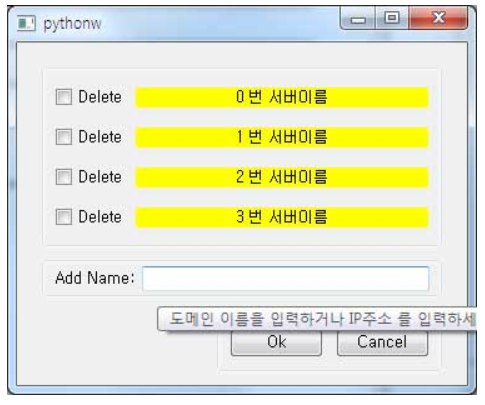 pythonw
Delete 0 번 서버이름
Delete 1 번 서버이름
Delete 2 번 서버이름
Delete 3 번 서버이름
Add Name:
도메인 이름을 입력하거나 IP주소 를 입력하세
Ok Cancel